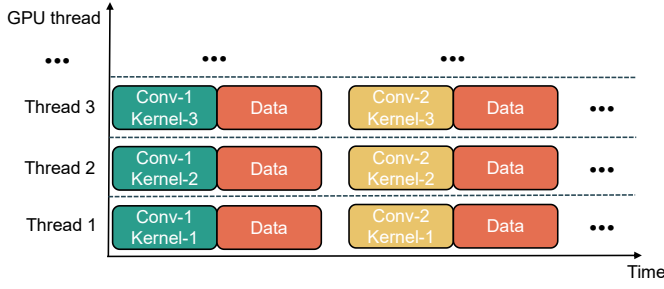 GPU thread
••• ••• •••
Thread 3
Conv-1
Kernel-3
Data
Conv-2
Kernel-3
Data
•••
Thread 2
Conv-1
Kernel-2
Data
Conv-2
Kernel-2
Data
•••
Thread 1
Conv-1
Kernel-1
Data
Conv-2
Kernel-1
Data
•••
Time